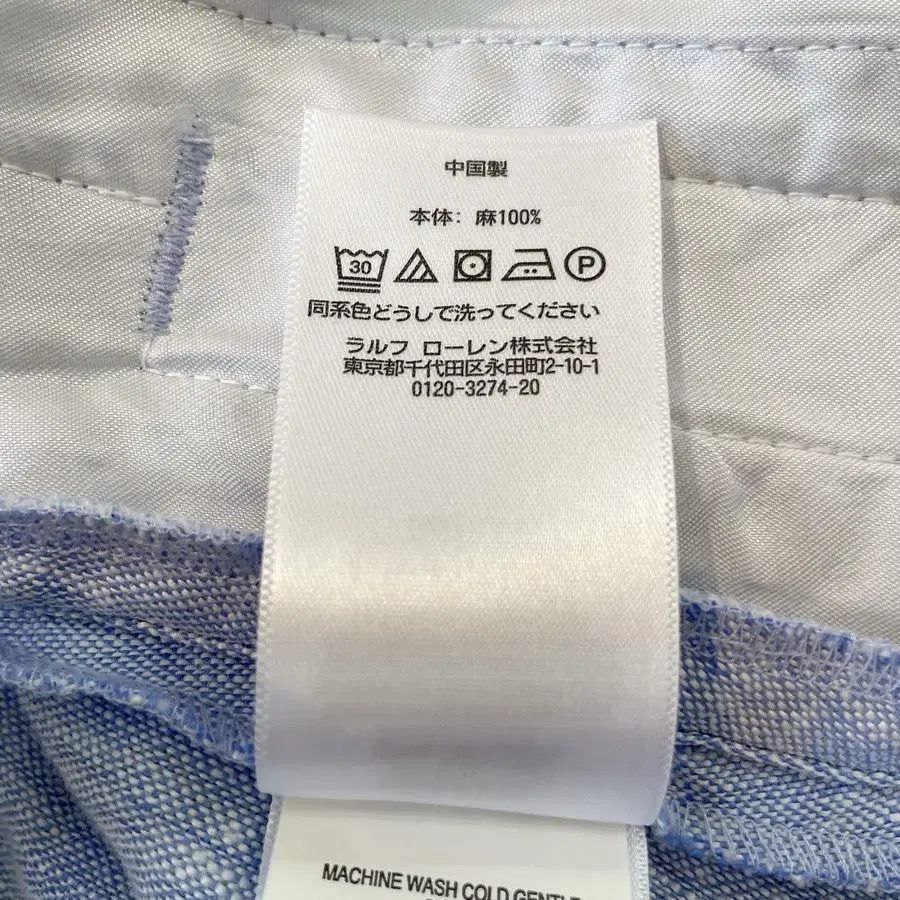 中国製
本体: 麻100%
30 P
同系色どうしで洗ってください
ラルフ ローレン株式会社
東京都千代田区永田町2-10-1
0120-3274-20
MACHINE WASH COLD GENTLE